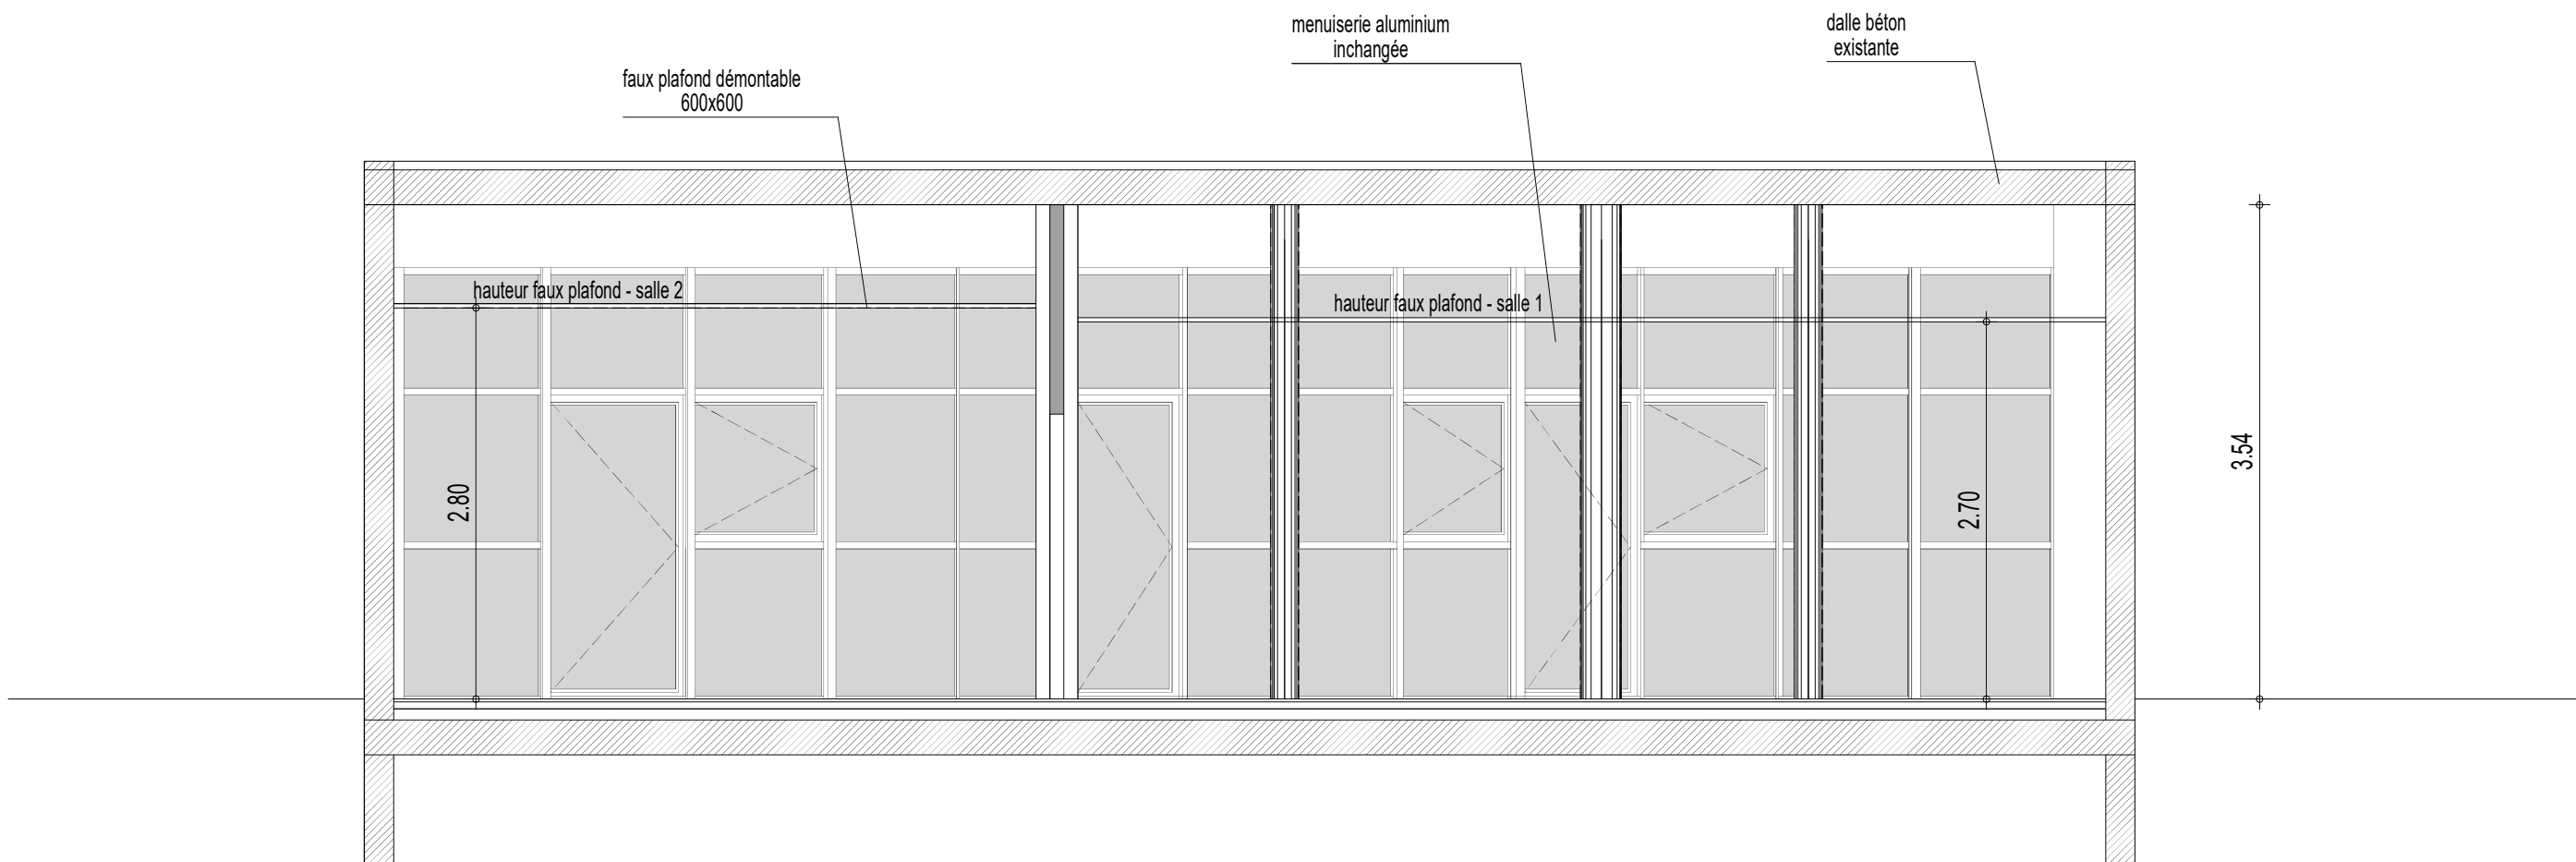 menuiserie aluminium
inchangée
dalle béton
existante
faux plafond démontable
600x600
hauteur faux plafond - salle 2
hauteur faux plafond - salle 1
2.80
2.70
3.54